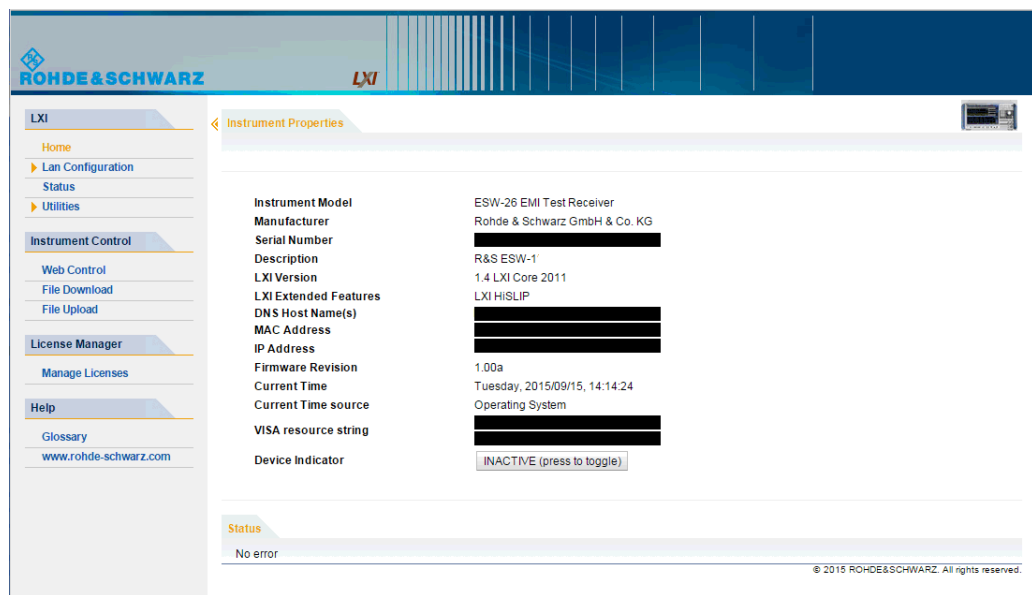 ROHDE&SCHWARZ
LXI
LXI
Home
Lan Configuration
Status
Utilities
Instrument Control
Web Control
File Download
File Upload
License Manager
Manage Licenses
Help
Glossary
www.rohde-schwarz.com
Instrument Properties
Instrument Model ESW-26 EMI Test Receiver
Manufacturer Rohde & Schwarz GmbH & Co. KG
Serial Number
Description R&S ESW-1
LXI Version 1.4 LXI Core 2011
LXI Extended Features LXI HiSLIP
DNS Host Name(s)
MAC Address
IP Address
Firmware Revision 1.00a
Current Time Tuesday, 2015/09/15, 14:14:24
Current Time source Operating System
VISA resource string
Device Indicator INACTIVE (press to toggle)
Status
No error
© 2015 ROHDE&SCHWARZ. All rights reserved.